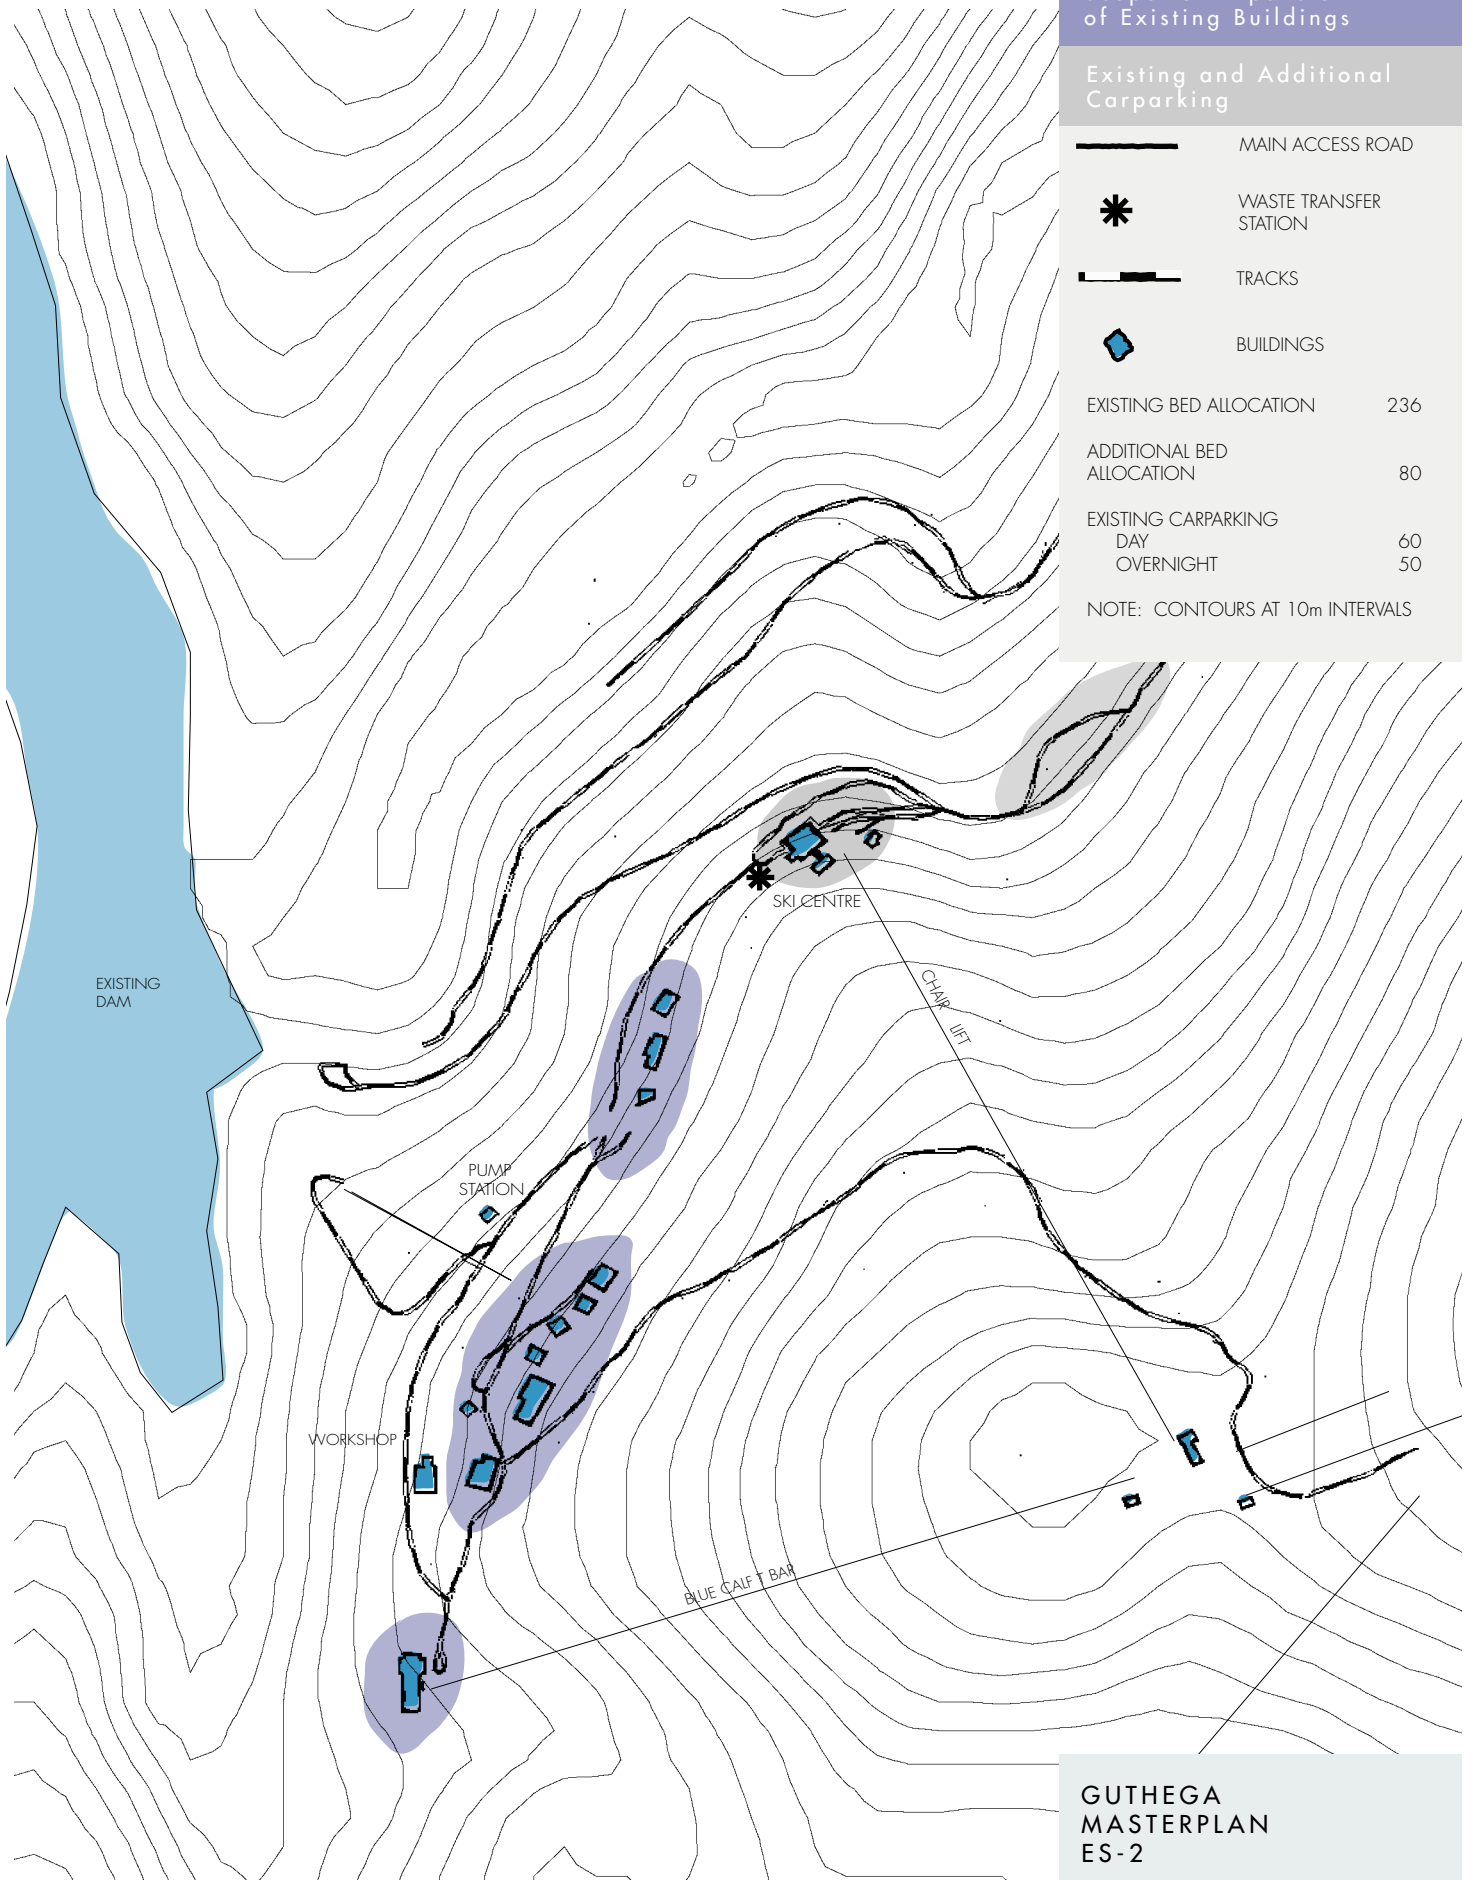 of Existing Buildings
Existing and Additional
Carparking
MAIN ACCESS ROAD
WASTE TRANSFER
STATION
TRACKS
BUILDINGS
EXISTING BED ALLOCATION 236
ADDITIONAL BED
ALLOCATION 80
EXISTING CARPARKING
DAY 60
OVERNIGHT 50
NOTE: CONTOURS AT 10m INTERVALS
SKI CENTRE
EXISTING
DAM
CHAIR LIFT
PUMP
STATION
WORKSHOP
BLUE CALF T BAR
GUTHEGA
MASTERPLAN
ES-2